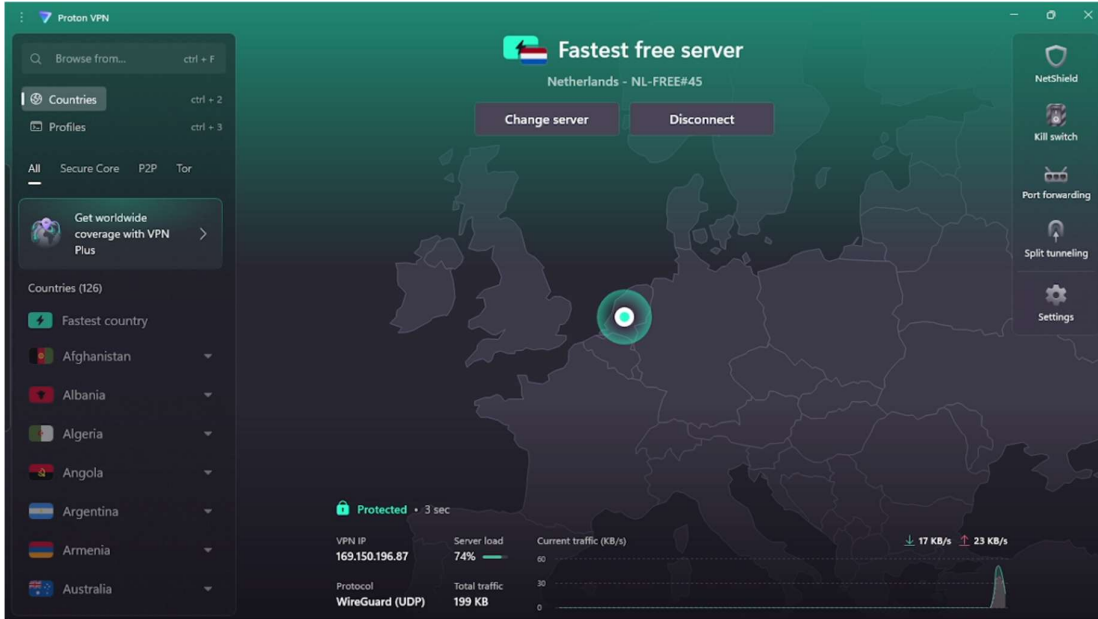 Proton VPN
Browse from...
ctrl + F
Countries
ctrl + 2
Profiles
ctrl + 3
All
Secure Core
P2P
Tor
Get worldwide
coverage with VPN
Plus
Countries (126)
Fastest country
Afghanistan
Albania
Algeria
Angola
Argentina
Armenia
Australia
Fastest free server
Netherlands - NL-FREE#45
Change server
Disconnect
Protected • 3 sec
VPN IP
169.150.196.87
Server load
74%
Protocol
WireGuard (UDP)
Total traffic
199 KB
Current traffic (KB/s)
17 KB/s
23 KB/s
60
30
0
NetShield
Kill switch
Port forwarding
Split tunneling
Settings